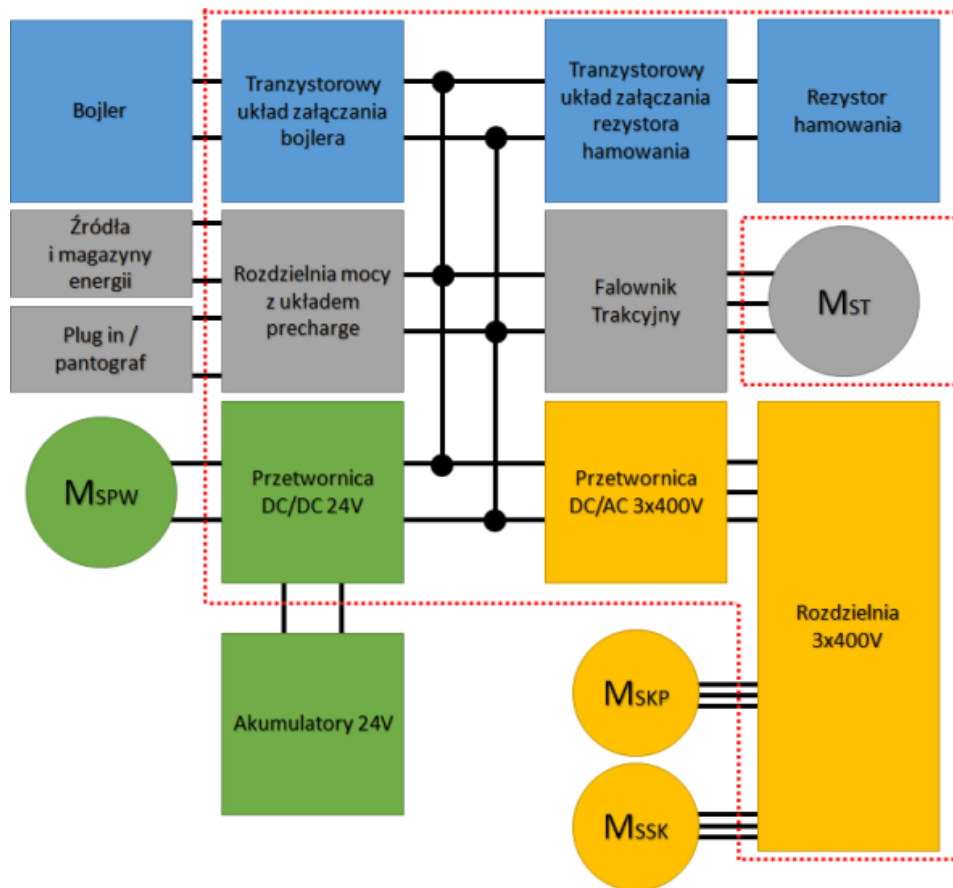 Bojler
Tranzystorowy
układ załączania
bojlera
Tranzystorowy
układ załączania
rezystora
hamowania
Rezystor
hamowania
Źródła
i magazyny
energii
Plug in /
pantograf
Rozdzielnia mocy
z układem
precharge
Falownik
Trakcyjny
MST
MSPW
Przetwornica
DC/DC 24V
Przetwornica
DC/AC 3x400V
Rozdzielnia
3x400V
Akumulatory 24V
MSKP
MSSK